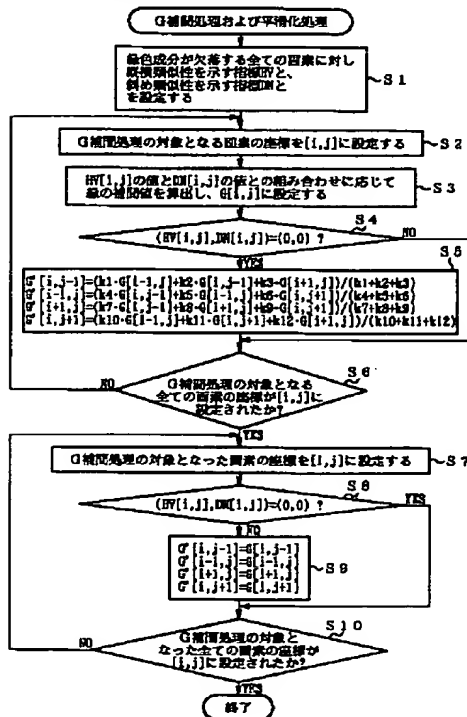 G補間処理および平滑化処理
緑色成分が欠落する全ての画素に対し
縦横類似性を示す指標HVと、
斜め類似性を示す指標DNと
を設定する
S1
G補間処理の対象となる画素の座標を[i,j]に設定する
S2
HV[i,j]の値とDN[i,j]の値との組み合わせに応じて
緑の補間値を算出し、G[i,j]に設定する
S3
S4
(HV[i,j],DN[i,j])=(0,0) ?
NO
YES
S5
G'[i,j-1]=(k1・G[i-1,j]+k2・G[i,j-1]+k3・G[i+1,j])/(k1+k2+k3)
G'[i-1,j]=(k4・G[i,j-1]+k5・G[i-1,j]+k6・G[i,j+1])/(k4+k5+k6)
G'[i+1,j]=(k7・G[i,j-1]+k8・G[i+1,j]+k9・G[i,j+1])/(k7+k8+k9)
G'[i,j+1]=(k10・G[i-1,j]+k11・G[i,j+1]+k12・G[i+1,j])/(k10+k11+k12)
S6
NO
G補間処理の対象となる
全ての画素の座標が[i,j]に
設定されたか?
YES
G補間処理の対象となった画素の座標を[i,j]に設定する
S7
S8
(HV[i,j],DN[i,j])=(0,0) ?
YES
NO
G'[i,j-1]=G[i,j-1]
G'[i-1,j]=G[i-1,j]
G'[i+1,j]=G[i+1,j]
G'[i,j+1]=G[i,j+1]
S9
S10
NO
G補間処理の対象と
なった全ての画素の座標が
[i,j]に設定されたか?
YES
終了